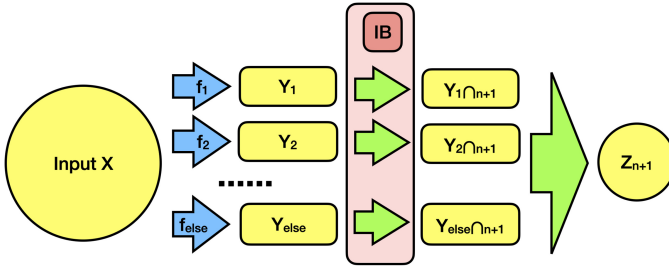 IB
f₁ Y₁ Y₁∩ₙ₊₁
f₂ Y₂ Y₂∩ₙ₊₁
Input X
Zₙ₊₁
......
fₑₗₛₑ Yₑₗₛₑ Yₑₗₛₑ∩ₙ₊₁